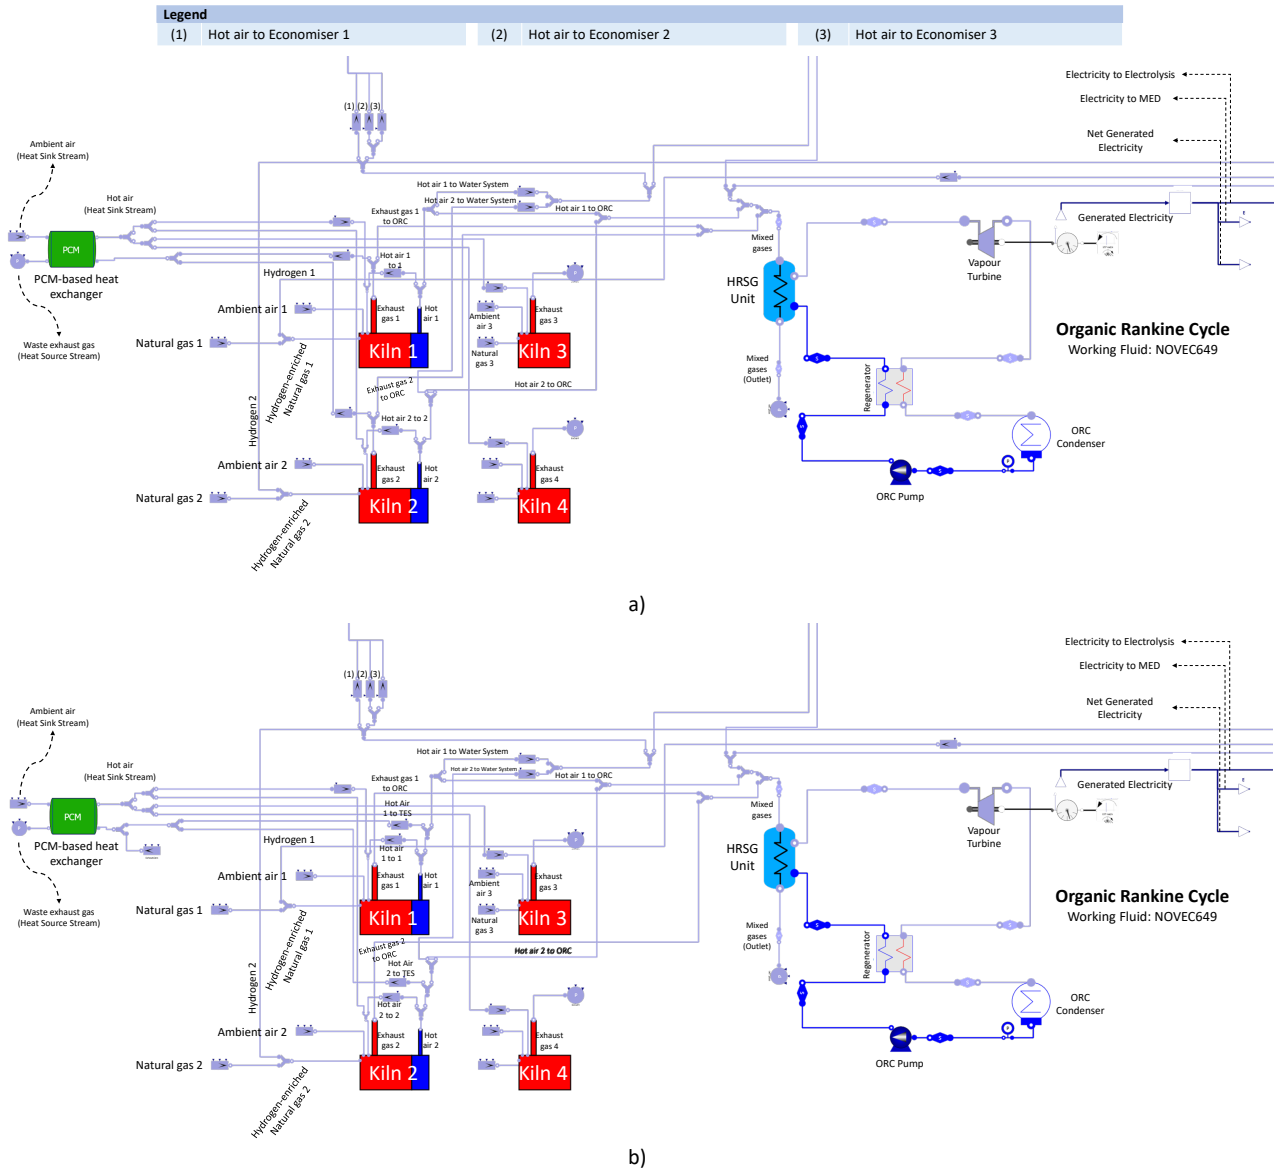 Legend
(1) Hot air to Economiser 1
(2) Hot air to Economiser 2
(3) Hot air to Economiser 3
Electricity to Electrolysis
Electricity to MED
Net Generated
Electricity
(1) (2) (3)
Ambient air
(Heat Sink Stream)
Hot air
(Heat Sink Stream)
PCM
PCM-based heat
exchanger
Waste exhaust gas
(Heat Source Stream)
Hot air 1 to Water System
Hot air 2 to Water System
Exhaust gas 1
to ORC
Hot air 1 to ORC
Hot air 1
to 1
Hydrogen 1
Ambient air 1
Natural gas 1
Hydrogen-enriched
Natural gas 1
Exhaust
gas 1
Hot
air 1
Kiln 1
Ambient
air 3
Natural
gas 3
Exhaust
gas 3
Kiln 3
Exhaust gas 2
to ORC
Hot air 2 to ORC
Hydrogen 2
Hot air 2 to 2
Ambient air 2
Natural gas 2
Hydrogen-enriched
Natural gas 2
Exhaust
gas 2
Hot
air 2
Kiln 2
Exhaust
gas 4
Kiln 4
Mixed
gases
HRSG
Unit
Mixed
gases
(Outlet)
Vapour
Turbine
Generated Electricity
Organic Rankine Cycle
Working Fluid: NOVEC649
Regenerator
ORC
Condenser
ORC Pump
a)
Electricity to Electrolysis
Electricity to MED
Net Generated
Electricity
(1) (2) (3)
Ambient air
(Heat Sink Stream)
Hot air
(Heat Sink Stream)
PCM
PCM-based heat
exchanger
Waste exhaust gas
(Heat Source Stream)
Hot air 1 to Water System
Hot air 2 to Water System
Exhaust gas 1
to ORC
Hot air 1 to ORC
Hot Air
1 to TES
Hot air
1 to 1
Hydrogen 1
Ambient air 1
Natural gas 1
Hydrogen-enriched
Natural gas 1
Exhaust
gas 1
Hot
air 1
Kiln 1
Ambient
air 3
Natural
gas 3
Exhaust
gas 3
Kiln 3
Exhaust gas 2
to ORC
Hot air 2 to ORC
Hydrogen 2
Hot Air
2 to TES
Hot air
2 to 2
Ambient air 2
Natural gas 2
Hydrogen-enriched
Natural gas 2
Exhaust
gas 2
Hot
air 2
Kiln 2
Exhaust
gas 4
Kiln 4
Mixed
gases
HRSG
Unit
Mixed
gases
(Outlet)
Vapour
Turbine
Generated Electricity
Organic Rankine Cycle
Working Fluid: NOVEC649
Regenerator
ORC
Condenser
ORC Pump
b)